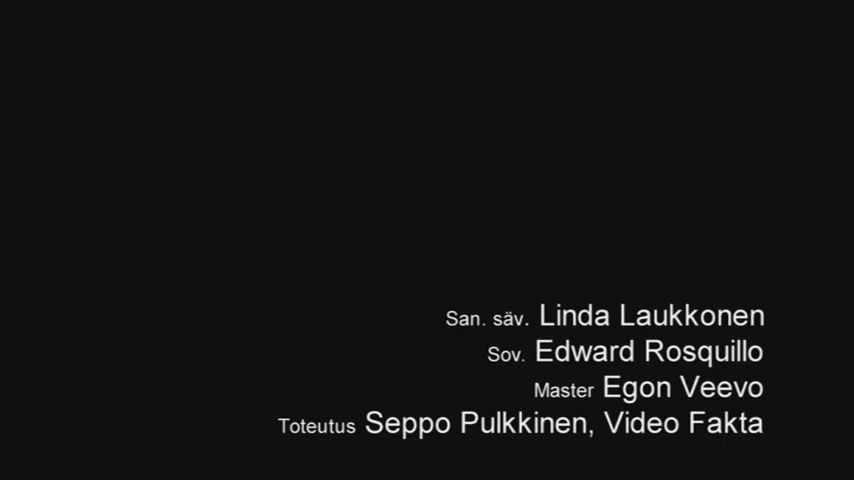 San. säv. Linda Laukkonen
Sov. Edward Rosquillo
Master Egon Veevo
Toteutus Seppo Pulkkinen, Video Fakta